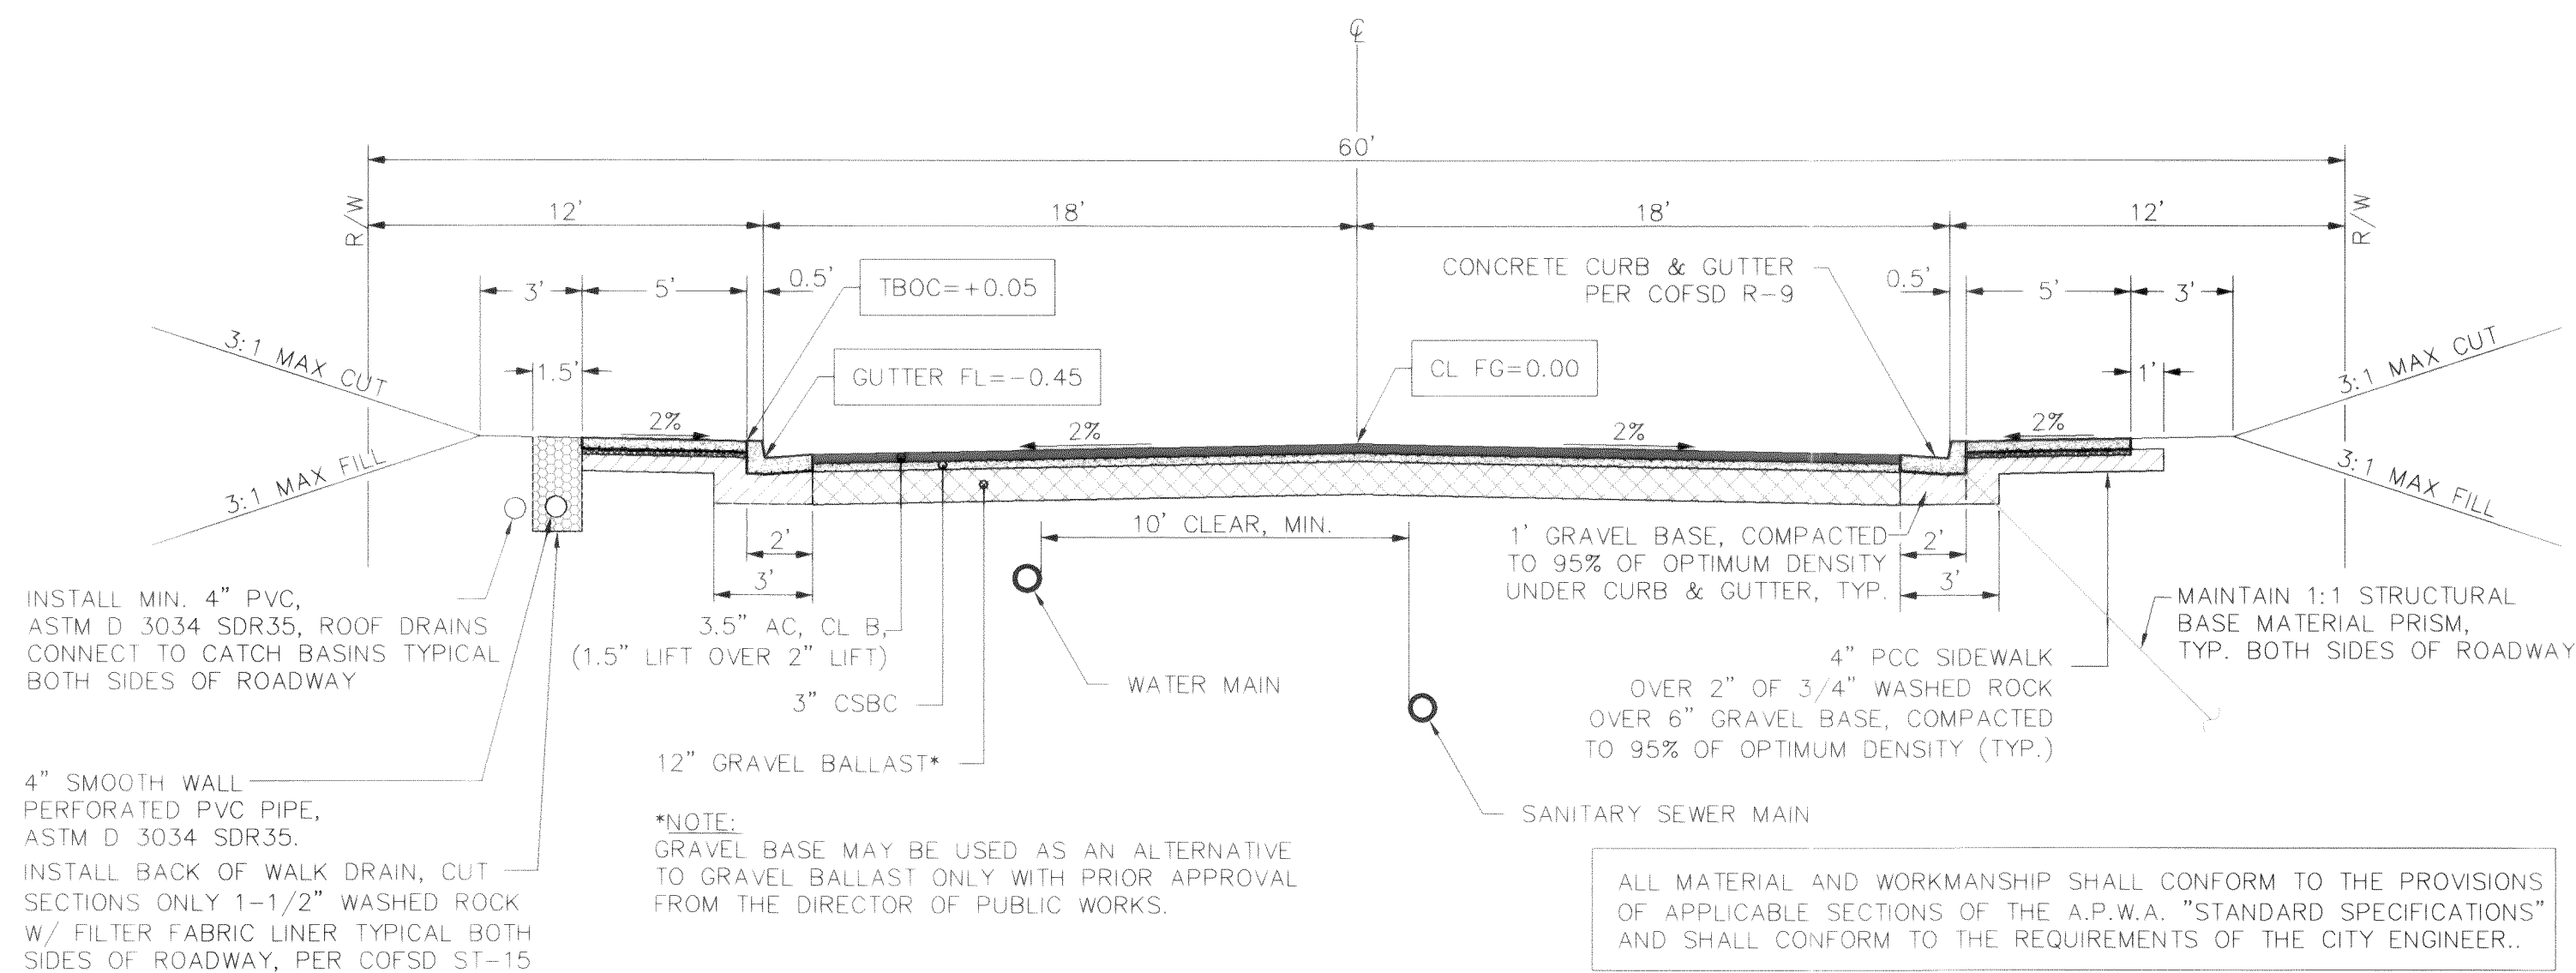 ℄
60'
R/W
12'
18'
18'
12'
R/W
3'
5'
0.5'
TBOC=+0.05
CONCRETE CURB & GUTTER
PER COFSD R-9
0.5'
5'
3'
3:1 MAX CUT
1.5'
GUTTER FL=-0.45
CL FG=0.00
1'
3:1 MAX CUT
2%
2%
2%
2%
3:1 MAX FILL
3:1 MAX FILL
10' CLEAR, MIN.
2'
3'
1' GRAVEL BASE, COMPACTED
TO 95% OF OPTIMUM DENSITY
UNDER CURB & GUTTER, TYP.
2'
3'
INSTALL MIN. 4" PVC,
ASTM D 3034 SDR35, ROOF DRAINS
CONNECT TO CATCH BASINS TYPICAL
BOTH SIDES OF ROADWAY
3.5" AC, CL B,
(1.5" LIFT OVER 2" LIFT)
3" CSBC
WATER MAIN
MAINTAIN 1:1 STRUCTURAL
BASE MATERIAL PRISM,
TYP. BOTH SIDES OF ROADWAY
4" PCC SIDEWALK
OVER 2" OF 3/4" WASHED ROCK
OVER 6" GRAVEL BASE, COMPACTED
TO 95% OF OPTIMUM DENSITY (TYP.)
12" GRAVEL BALLAST*
SANITARY SEWER MAIN
4" SMOOTH WALL
PERFORATED PVC PIPE,
ASTM D 3034 SDR35.
INSTALL BACK OF WALK DRAIN, CUT
SECTIONS ONLY 1-1/2" WASHED ROCK
W/ FILTER FABRIC LINER TYPICAL BOTH
SIDES OF ROADWAY, PER COFSD ST-15
*NOTE:
GRAVEL BASE MAY BE USED AS AN ALTERNATIVE
TO GRAVEL BALLAST ONLY WITH PRIOR APPROVAL
FROM THE DIRECTOR OF PUBLIC WORKS.
ALL MATERIAL AND WORKMANSHIP SHALL CONFORM TO THE PROVISIONS
OF APPLICABLE SECTIONS OF THE A.P.W.A. "STANDARD SPECIFICATIONS"
AND SHALL CONFORM TO THE REQUIREMENTS OF THE CITY ENGINEER..